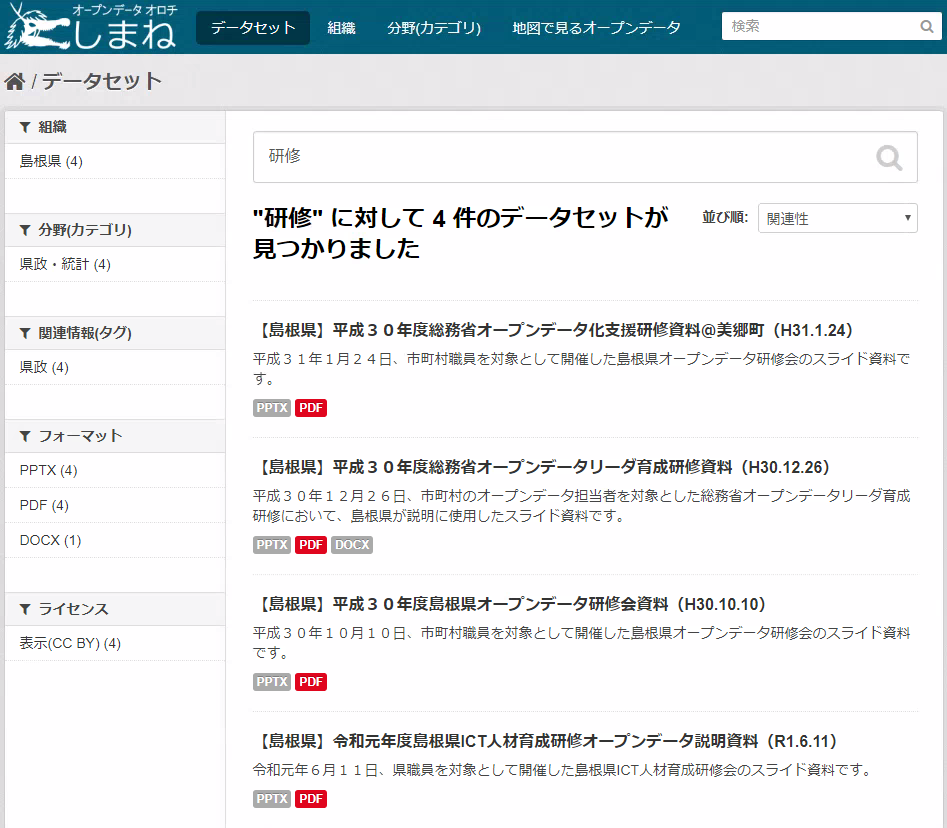 オープンデータ オロチ
しまね
データセット 組織 分野(カテゴリ) 地図で見るオープンデータ 検索
/ データセット
組織
島根県 (4)
分野(カテゴリ)
県政・統計 (4)
関連情報(タグ)
県政 (4)
フォーマット
PPTX (4)
PDF (4)
DOCX (1)
ライセンス
表示(CC BY) (4)
研修
"研修" に対して 4 件のデータセットが
見つかりました
並び順: 関連性
【島根県】平成３０年度総務省オープンデータ化支援研修資料＠美郷町（H31.1.24）
平成３１年１月２４日、市町村職員を対象として開催した島根県オープンデータ研修会のスライド資料で
す。
PPTX PDF
【島根県】平成３０年度総務省オープンデータリーダ育成研修資料（H30.12.26）
平成３０年１２月２６日、市町村のオープンデータ担当者を対象とした総務省オープンデータリーダ育成
研修において、島根県が説明に使用したスライド資料です。
PPTX PDF DOCX
【島根県】平成３０年度島根県オープンデータ研修会資料（H30.10.10）
平成３０年１０月１０日、市町村職員を対象として開催した島根県オープンデータ研修会のスライド資料
です。
PPTX PDF
【島根県】令和元年度島根県ICT人材育成研修オープンデータ説明資料（R1.6.11）
令和元年６月１１日、県職員を対象として開催した島根県ICT人材育成研修会のスライド資料です。
PPTX PDF